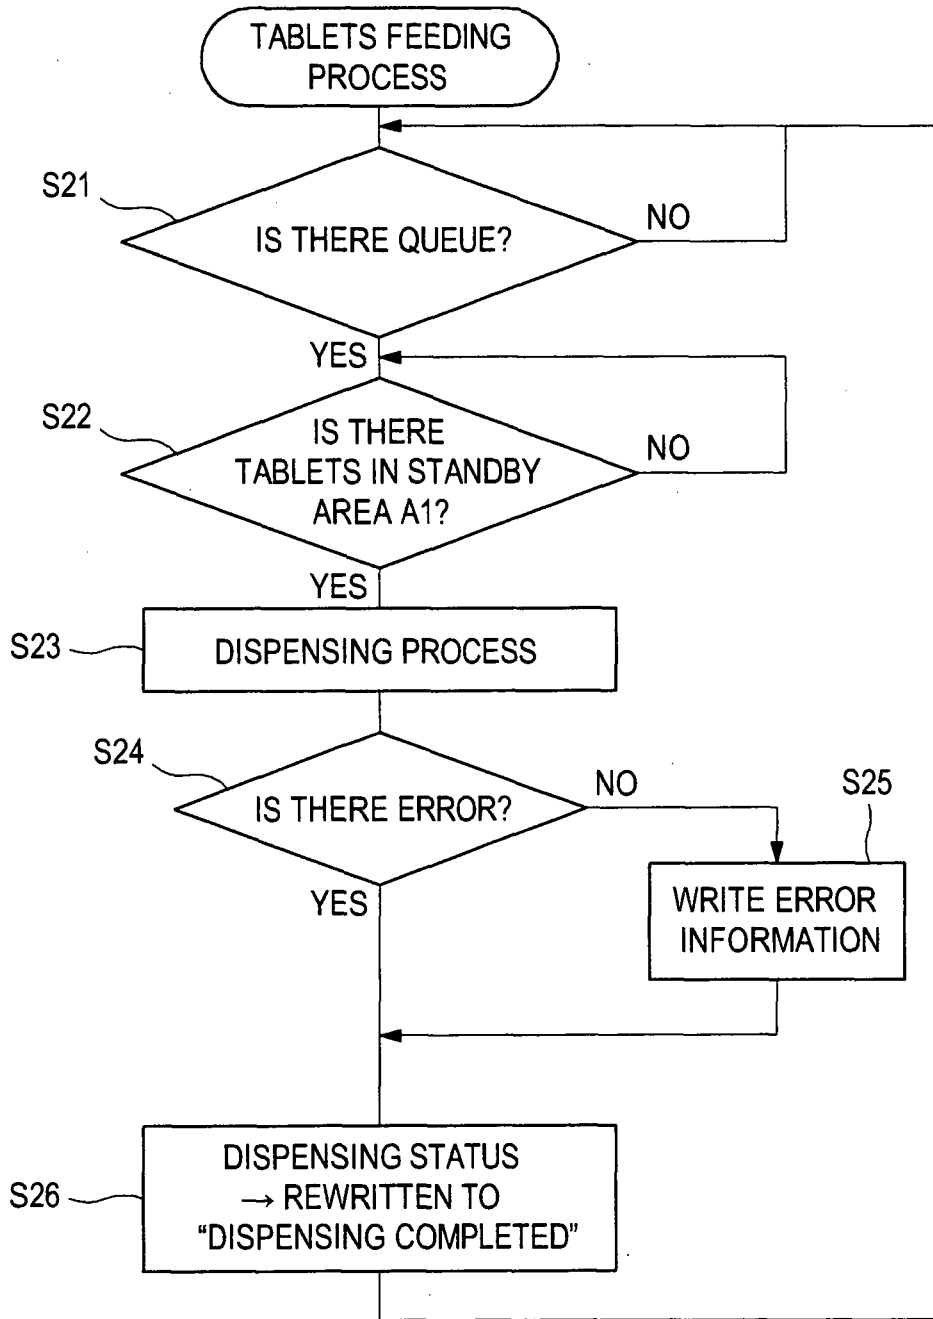 TABLETS FEEDING
PROCESS
S21
IS THERE QUEUE?
NO
YES
S22
IS THERE
TABLETS IN STANDBY
AREA A1?
NO
YES
S23
DISPENSING PROCESS
S24
IS THERE ERROR?
NO
S25
YES
WRITE ERROR
INFORMATION
S26
DISPENSING STATUS
→ REWRITTEN TO
“DISPENSING COMPLETED”